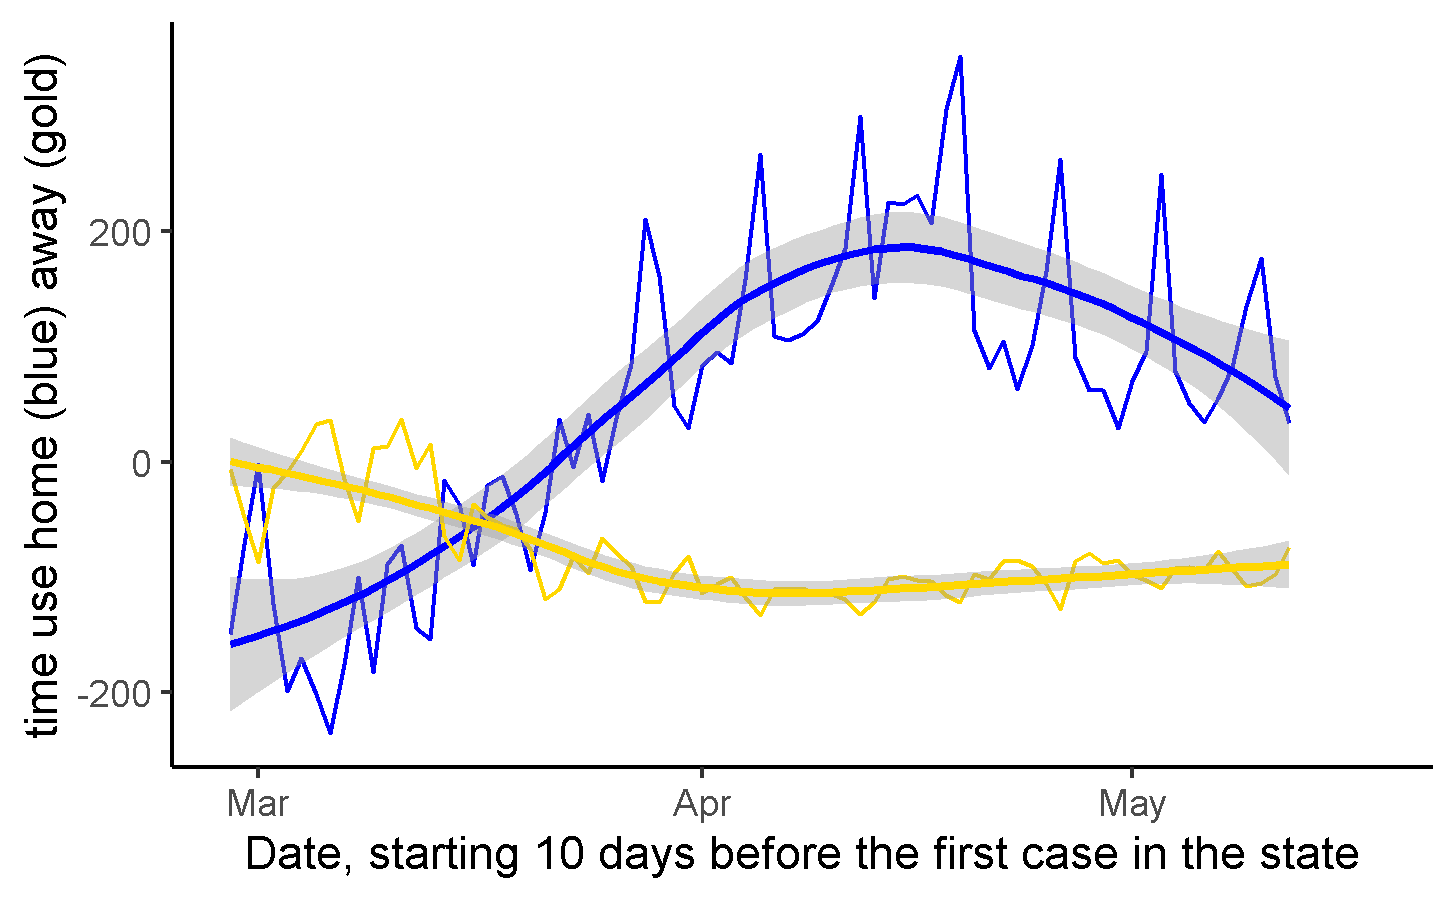 time use home (blue) away (gold)
200
0
-200
Mar Apr May
Date, starting 10 days before the first case in the state